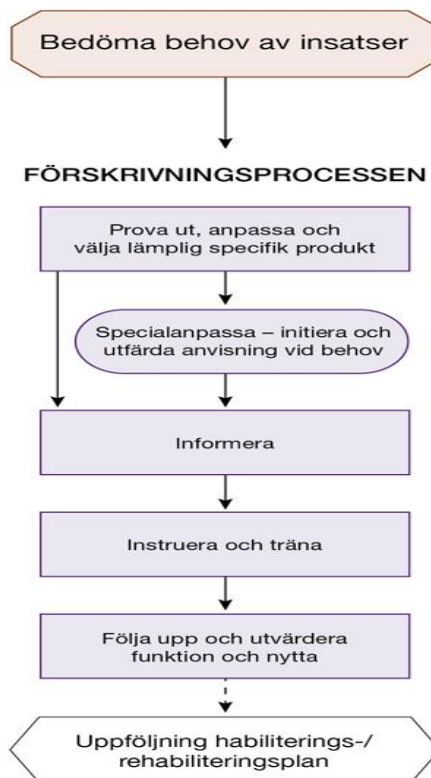 Bedöma behov av insatser
FÖRSKRIVNINGSPROCESSEN
Prova ut, anpassa och
välja lämplig specifik produkt
Specialanpassa – initiera och
utfärda anvisning vid behov
Informera
Instruera och träna
Följa upp och utvärdera
funktion och nytta
Uppföljning habiliterings-/
rehabiliteringsplan